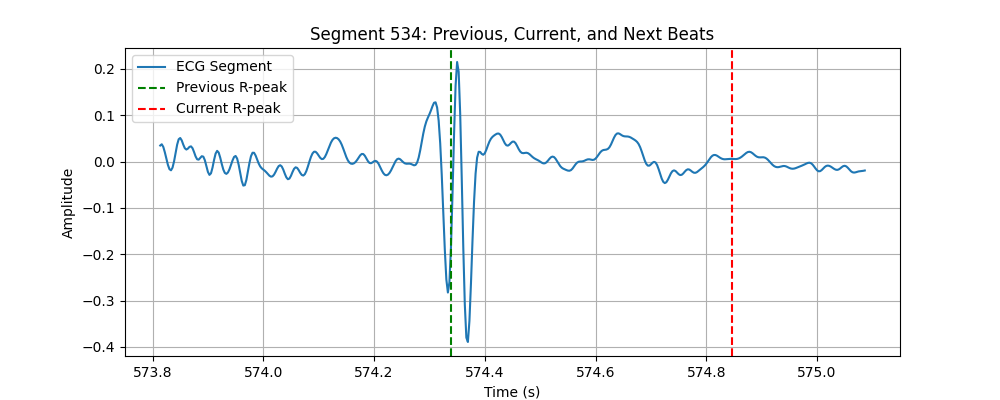 Segment 534: Previous, Current, and Next Beats
ECG Segment
Previous R-peak
Current R-peak
Amplitude
0.2
0.1
0.0
−0.1
−0.2
−0.3
−0.4
573.8 574.0 574.2 574.4 574.6 574.8 575.0
Time (s)